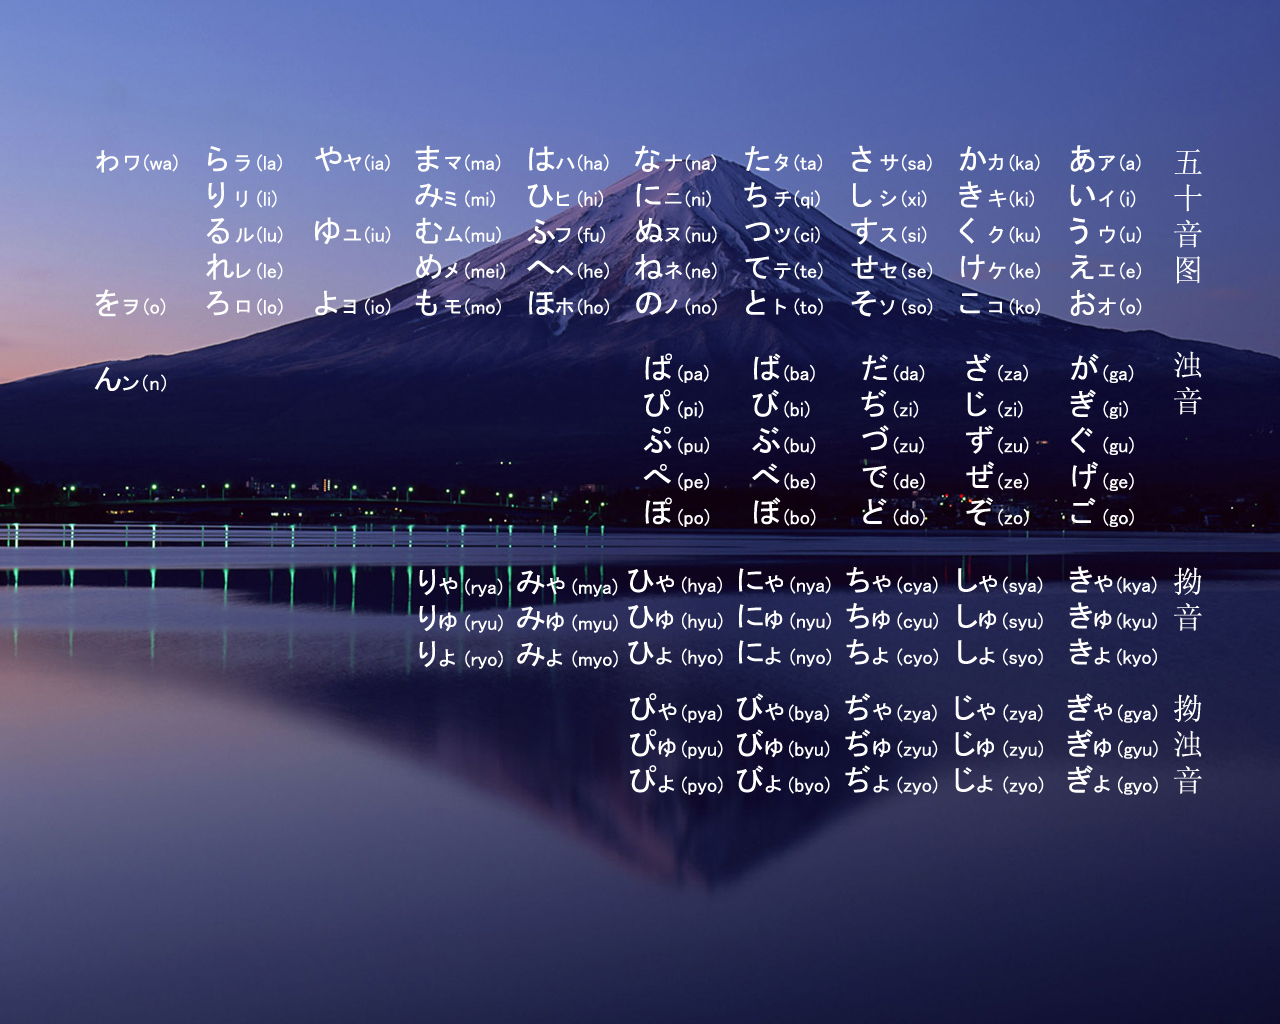 五十音图
わワ(wa) らラ(la) やヤ(ia) まマ(ma) はハ(ha) なナ(na) たタ(ta) さサ(sa) かカ(ka) あア(a)
りリ(li) みミ(mi) ひヒ(hi) にニ(ni) ちチ(qi) しシ(xi) きキ(ki) いイ(i)
るル(lu) ゆユ(iu) むム(mu) ふフ(fu) ぬヌ(nu) つツ(ci) すス(si) くク(ku) うウ(u)
れレ(le) めメ(mei) へヘ(he) ねネ(ne) てテ(te) せセ(se) けケ(ke) えエ(e)
をヲ(o) ろロ(lo) よヨ(io) もモ(mo) ほホ(ho) のノ(no) とト(to) そソ(so) こコ(ko) おオ(o)
んン(n)
浊音
ぱ(pa) ば(ba) だ(da) ざ(za) が(ga)
ぴ(pi) び(bi) ぢ(zi) じ(zi) ぎ(gi)
ぷ(pu) ぶ(bu) づ(zu) ず(zu) ぐ(gu)
ぺ(pe) べ(be) で(de) ぜ(ze) げ(ge)
ぽ(po) ぼ(bo) ど(do) ぞ(zo) ご(go)
拗音
りゃ(rya) みゃ(mya) ひゃ(hya) にゃ(nya) ちゃ(cya) しゃ(sya) きゃ(kya)
りゅ(ryu) みゅ(myu) ひゅ(hyu) にゅ(nyu) ちゅ(cyu) しゅ(syu) きゅ(kyu)
りょ(ryo) みょ(myo) ひょ(hyo) にょ(nyo) ちょ(cyo) しょ(syo) きょ(kyo)
拗浊音
ぴゃ(pya) びゃ(bya) ぢゃ(zya) じゃ(zya) ぎゃ(gya)
ぴゅ(pyu) びゅ(byu) ぢゅ(zyu) じゅ(zyu) ぎゅ(gyu)
ぴょ(pyo) びょ(byo) ぢょ(zyo) じょ(zyo) ぎょ(gyo)